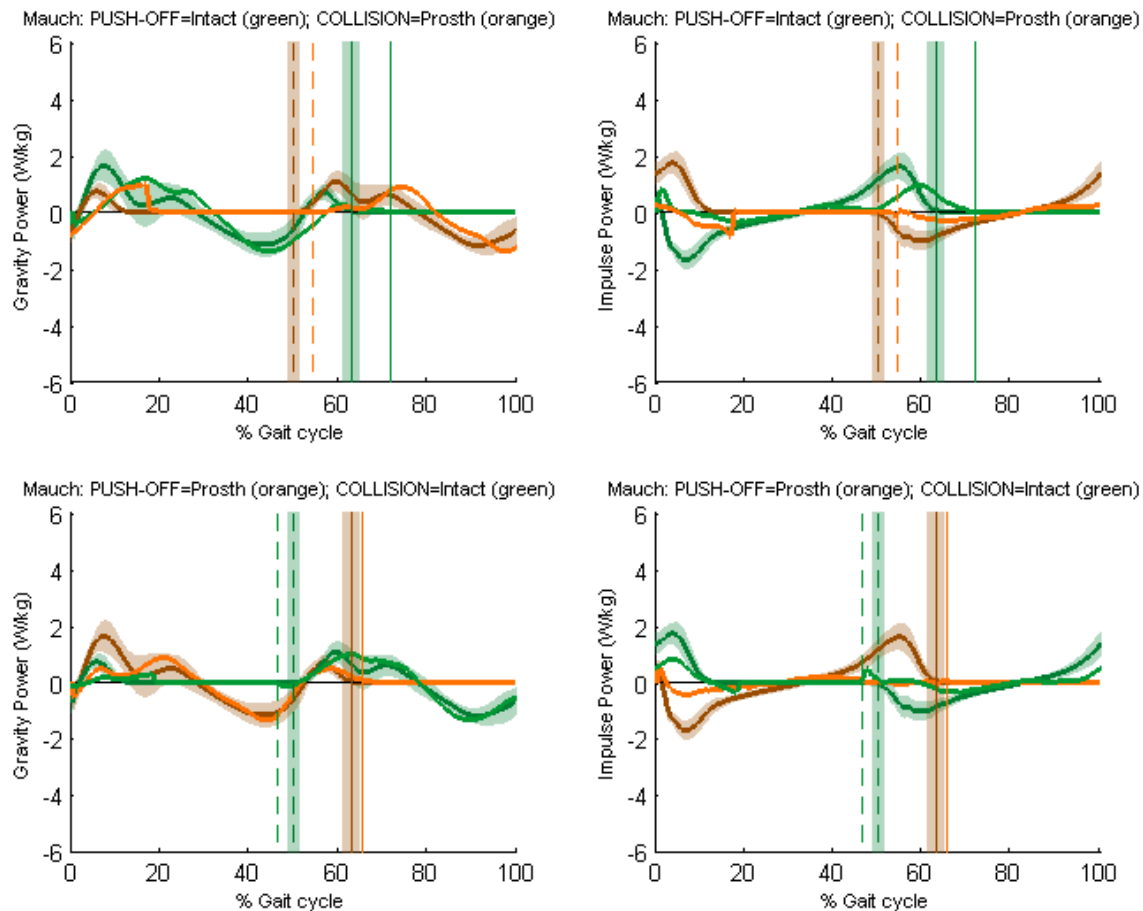 Mauch: PUSH-OFF=Intact (green); COLLISION=Prosth (orange)
6
4
2
0
-2
-4
-6
Gravity Power (W/kg)
0 20 40 60 80 100
% Gait cycle
Mauch: PUSH-OFF=Intact (green); COLLISION=Prosth (orange)
6
4
2
0
-2
-4
-6
Impulse Power (W/kg)
0 20 40 60 80 100
% Gait cycle
Mauch: PUSH-OFF=Prosth (orange); COLLISION=Intact (green)
6
4
2
0
-2
-4
-6
Gravity Power (W/kg)
0 20 40 60 80 100
% Gait cycle
Mauch: PUSH-OFF=Prosth (orange); COLLISION=Intact (green)
6
4
2
0
-2
-4
-6
Impulse Power (W/kg)
0 20 40 60 80 100
% Gait cycle